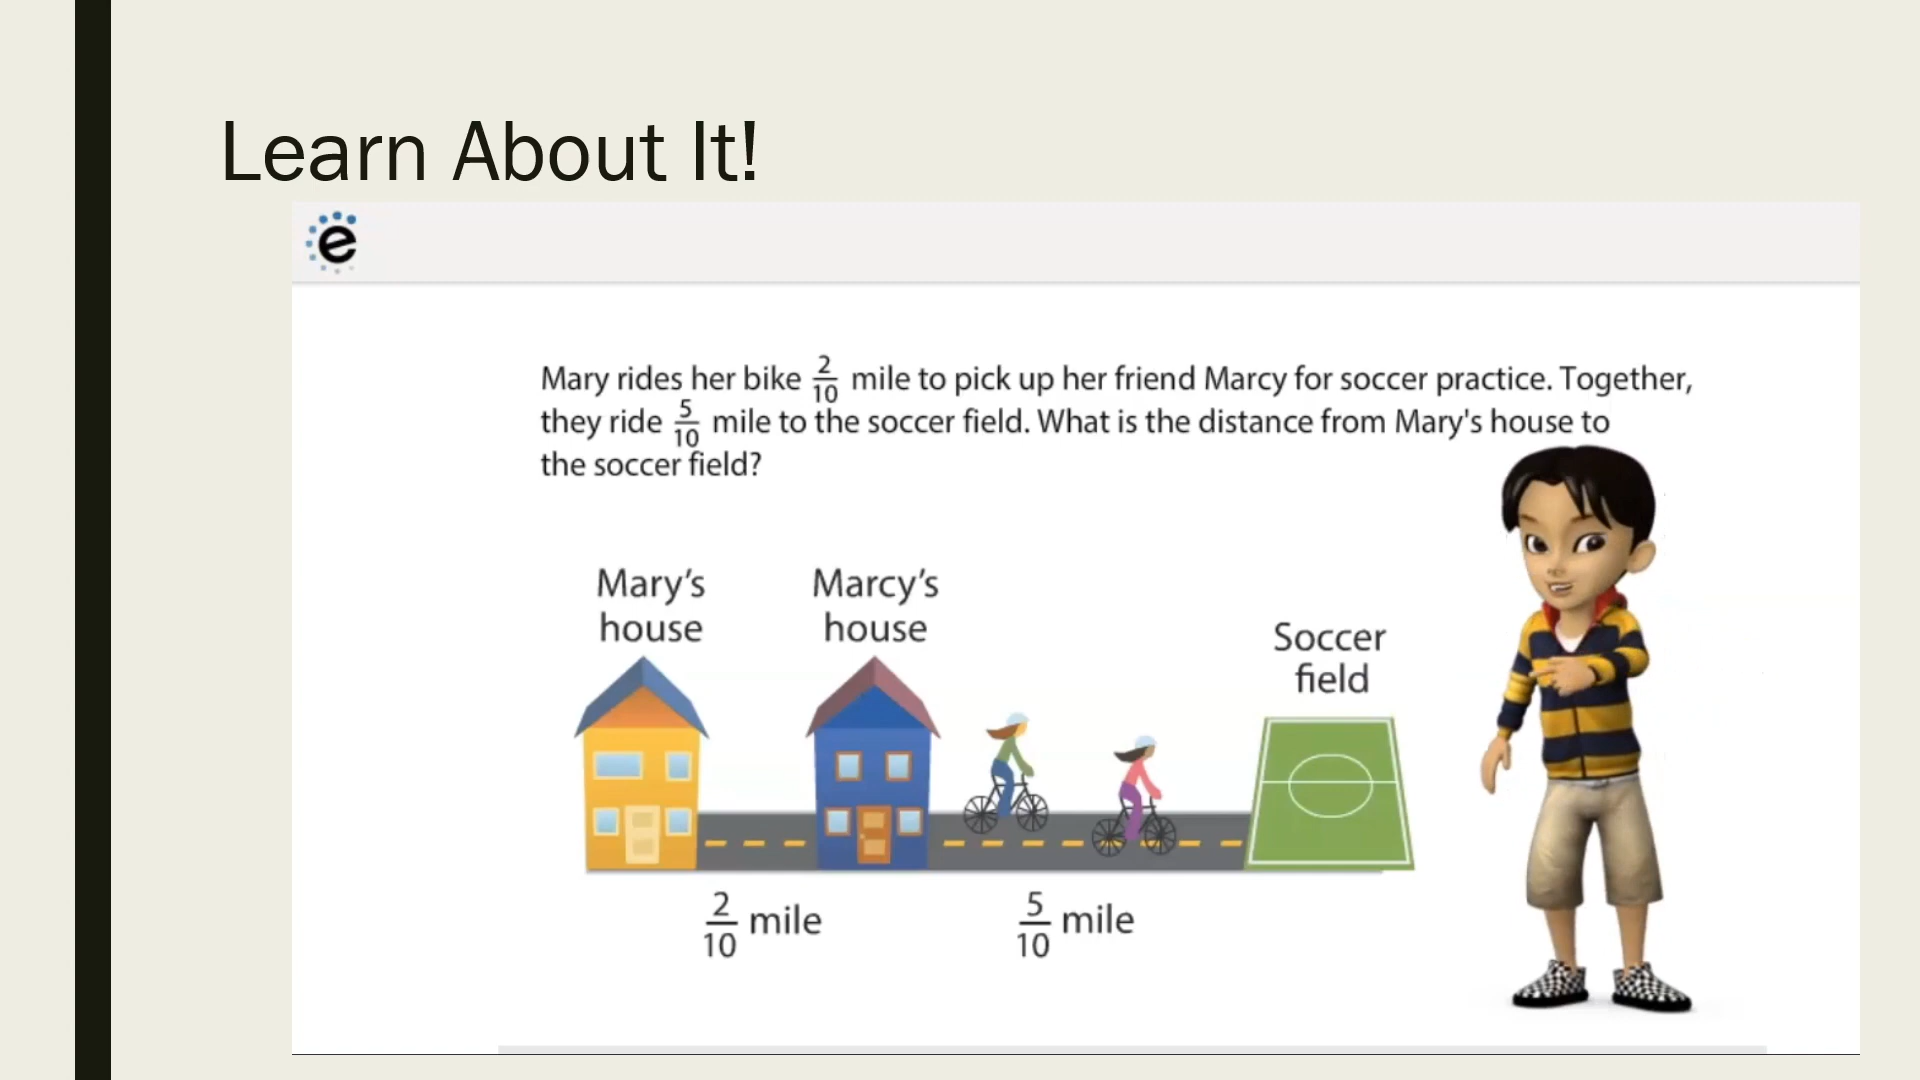 Learn About It!
e
Mary rides her bike 2/10 mile to pick up her friend Marcy for soccer practice. Together,
they ride 5/10 mile to the soccer field. What is the distance from Mary's house to
the soccer field?
Mary’s
house
Marcy’s
house
Soccer
field
2/10 mile
5/10 mile